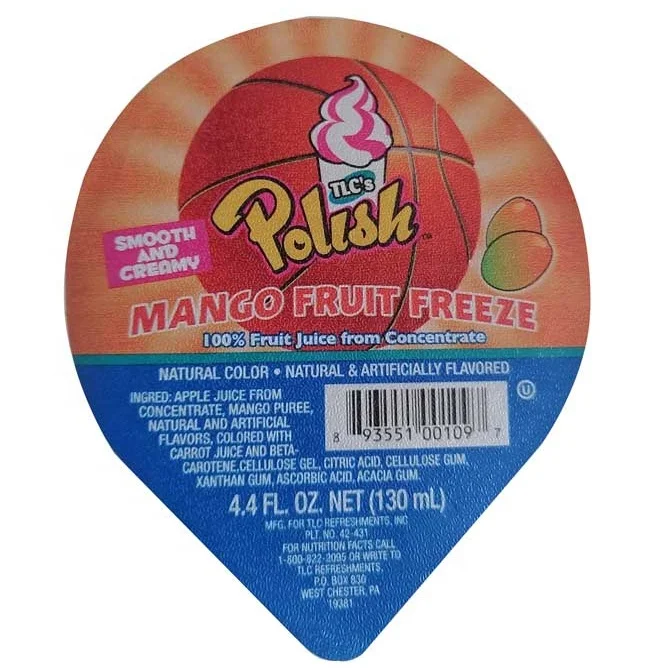 TLC's
Polish™
SMOOTH
AND
CREAMY
MANGO FRUIT FREEZE
100% Fruit Juice from Concentrate
NATURAL COLOR • NATURAL & ARTIFICIALLY FLAVORED
INGRED: APPLE JUICE FROM
CONCENTRATE, MANGO PUREE,
NATURAL AND ARTIFICIAL
FLAVORS, COLORED WITH
CARROT JUICE AND BETA-
CAROTENE, CELLULOSE GEL, CITRIC ACID, CELLULOSE GUM,
XANTHAN GUM, ASCORBIC ACID, ACACIA GUM.
U
8 93551 00109 7
4.4 FL. OZ. NET (130 mL)
MFG. FOR TLC REFRESHMENTS, INC
PLT. NO. 42-431
FOR NUTRITION FACTS CALL
1-800-822-2095 OR WRITE TO
TLC REFRESHMENTS,
P.O. BOX 830
WEST CHESTER, PA
19381